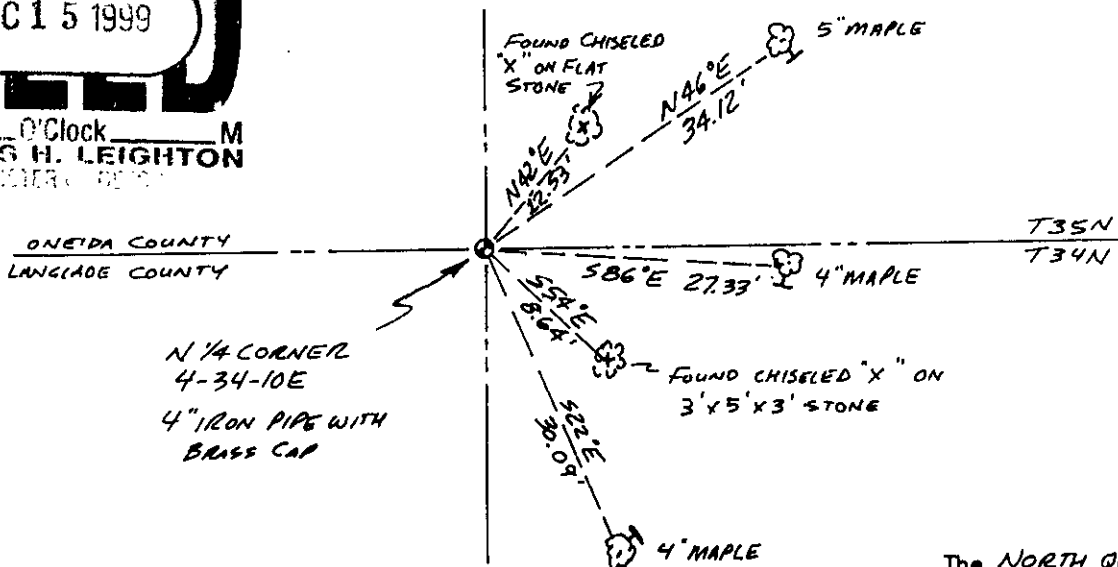 C 1 5 1999
O'Clock M
S H. LEIGHTON
FOUND CHISELED
"X" ON FLAT
STONE
5" MAPLE
N46°E
34.12'
N42°E
12.53'
ONEIDA COUNTY
LANGLADE COUNTY
T35N
T34N
S86°E 27.33'
4" MAPLE
S54°E
8.64'
N 1/4 CORNER
4-34-10E
4" IRON PIPE WITH
BRASS CAP
FOUND CHISELED "X" ON
3'x5'x3' STONE
S22°E
30.09'
4" MAPLE
The NORTH Q